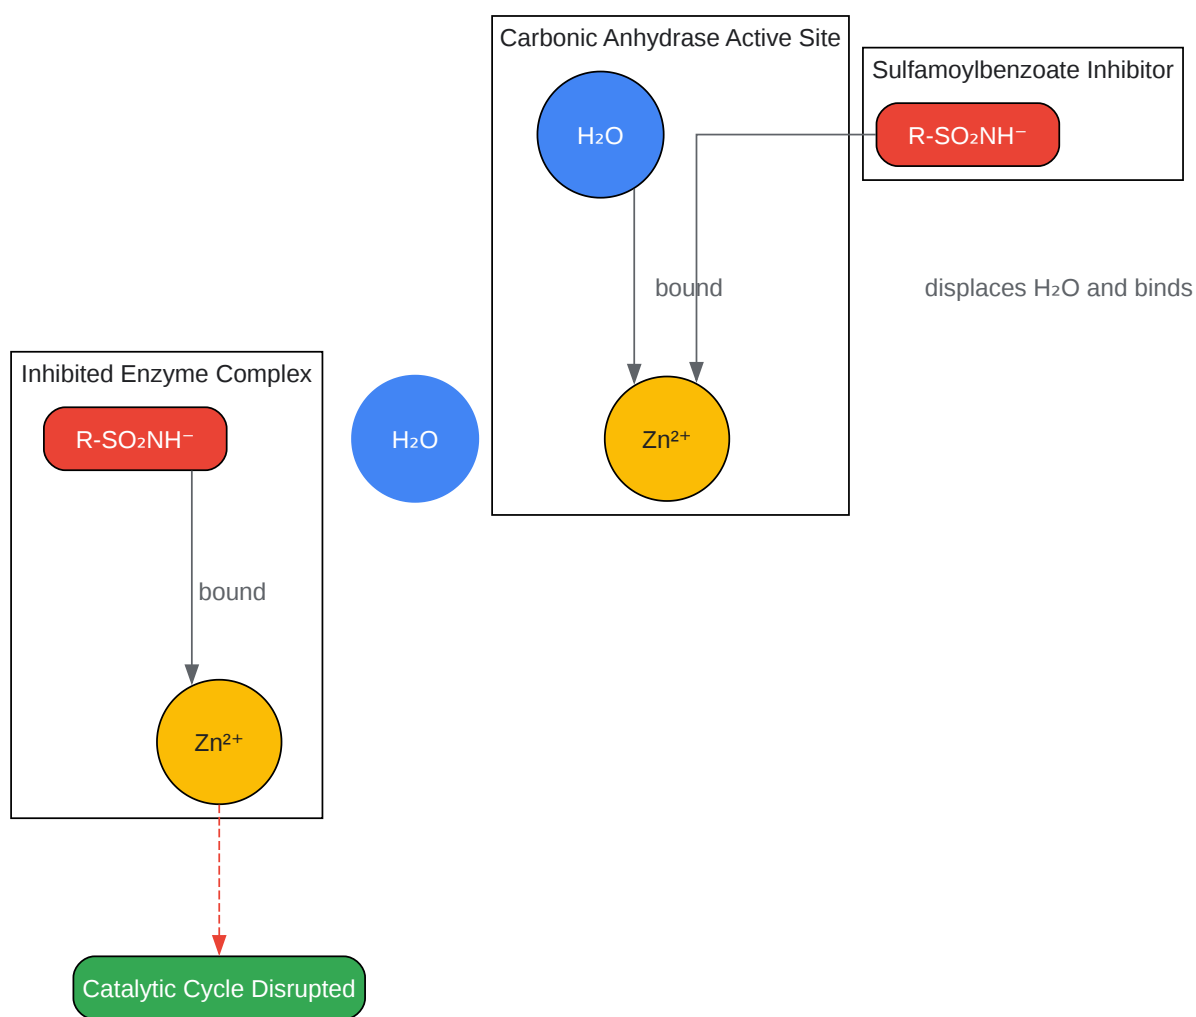 Carbonic Anhydrase Active Site
Sulfamoylbenzoate Inhibitor
H₂O
R-SO₂NH⁻
bound
displaces H₂O and binds
Inhibited Enzyme Complex
R-SO₂NH⁻
H₂O
Zn²⁺
bound
Zn²⁺
Catalytic Cycle Disrupted